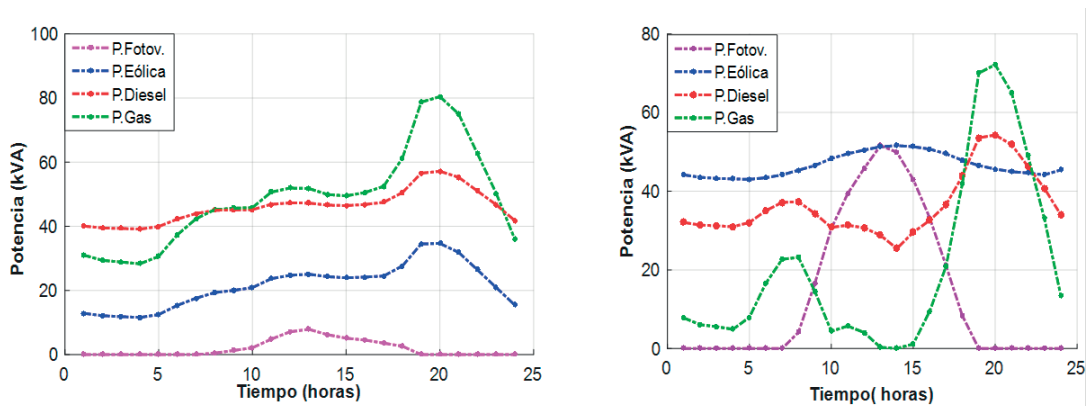 100
80
60
40
20
0
Potencia (kVA)
P.Fotov.
P.Eólica
P.Diesel
P.Gas
0 5 10 15 20 25
Tiempo (horas)
80
60
40
20
0
Potencia (kVA)
P.Fotov.
P.Eólica
P.Diesel
P.Gas
0 5 10 15 20 25
Tiempo( horas)